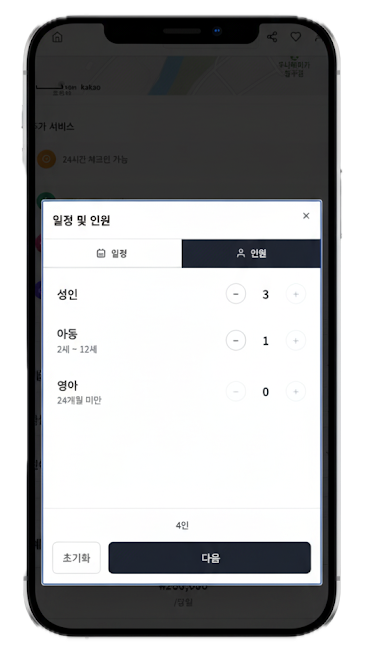 kakao
가 서비스
24시간 체크인 가능
일정 및 인원
×
일정
인원
성인
− 3 +
아동
2세 ~ 12세
− 1 +
영아
24개월 미만
− 0 +
4인
초기화
다음